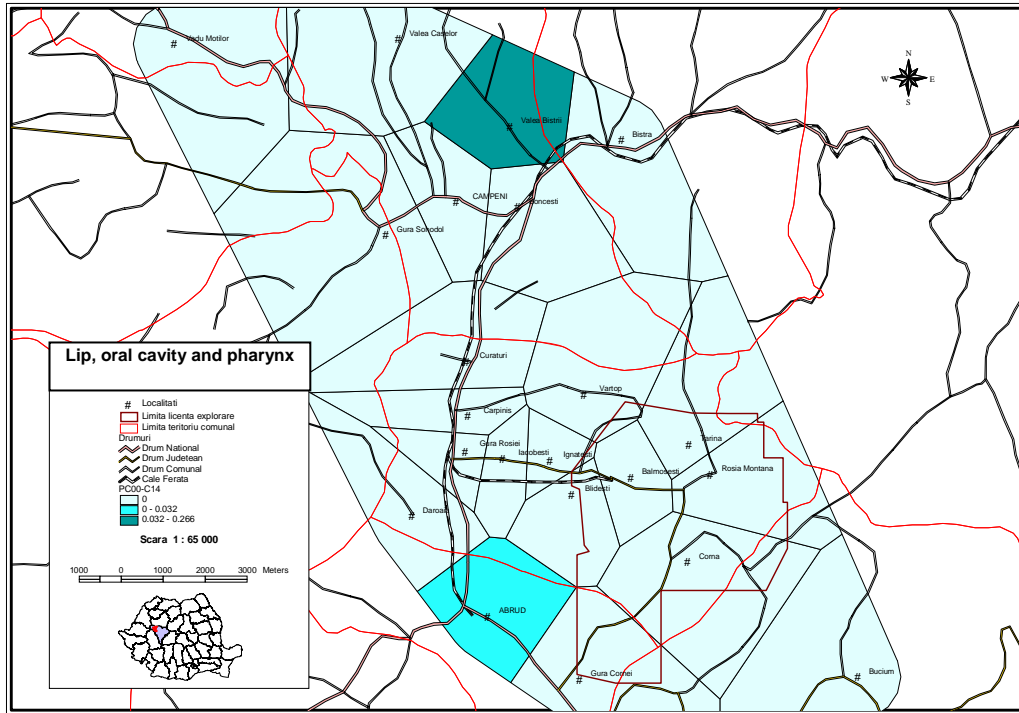 Vadu Motilor
Valea Caselor
N
W E
S
Valea Bistrii
Bistra
CAMPENI
Boncesti
Gura Sohodol
Lip, oral cavity and pharynx
# Localitati
Limita licenta explorare
Limita teritoriu comunal
Drumuri
Drum National
Drum Judetean
Drum Comunal
Cale Ferata
PC00-C14
0
0 - 0.032
0.032 - 0.266
Scara 1 : 65 000
1000 0 1000 2000 3000 Meters
Curaturi
Vartop
Carpinis
Gura Rosiei
Iacobesti
Ignatesti
Tarina
Balmosesti
Rosia Montana
Blidesti
Daroaia
Corna
ABRUD
Gura Cornei
Bucium